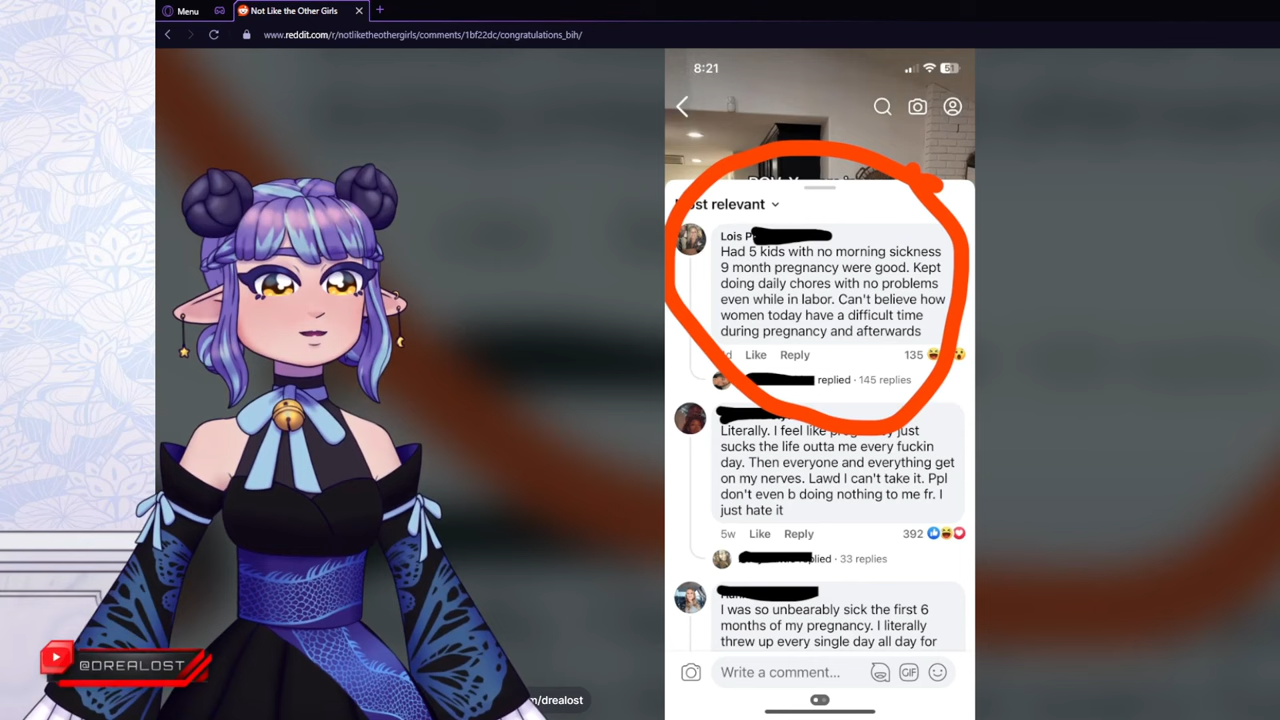 Menu
Not Like the Other Girls
www.reddit.com/r/notliketheothergirls/comments/1bf22dc/congratulations_bih/
8:21
51
relevant
Lois P
Had 5 kids with no morning sickness
9 month pregnancy were good. Kept
doing daily chores with no problems
even while in labor. Can't believe how
women today have a difficult time
during pregnancy and afterwards
Like Reply 135
replied · 145 replies
Literally. I feel like just
sucks the life outta me every fuckin
day. Then everyone and everything get
on my nerves. Lawd I can't take it. Ppl
don't even b doing nothing to me fr. I
just hate it
5w Like Reply 392
33 replies
I was so unbearably sick the first 6
months of my pregnancy. I literally
threw up every single day all day for
Write a comment... GIF
@DREALOST
m/drealost